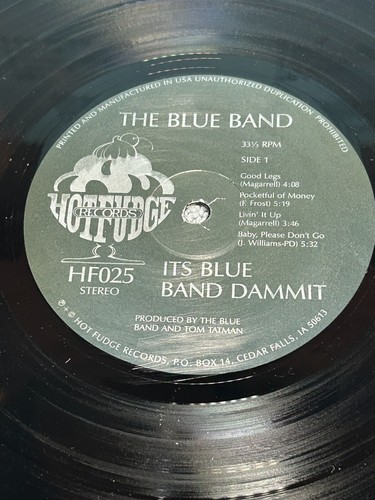 PRINTED AND MANUFACTURED IN USA UNAUTHORIZED DUPLICATION PROHIBITED
THE BLUE BAND
33⅓ RPM
SIDE 1
Good Legs
(Magarrell) 4:08
Pocketful of Money
(F. Frost) 5:19
Livin' It Up
(Magarrell) 3:46
Baby, Please Don't Go
(J. Williams-PD) 5:32
HOT FUDGE
RECORDS
HF025
STEREO
ITS BLUE
BAND DAMMIT
PRODUCED BY THE BLUE
BAND AND TOM TATMAN
℗ + © HOT FUDGE RECORDS, P.O. BOX 14, CEDAR FALLS, IA 50613